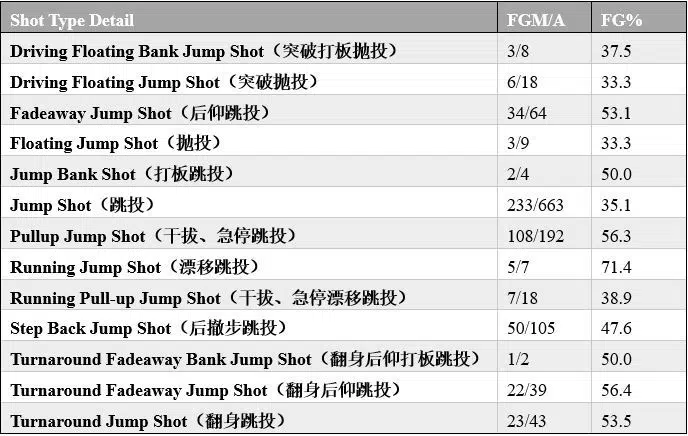 Shot Type Detail FGM/A FG%
Driving Floating Bank Jump Shot（突破打板抛投） 3/8 37.5
Driving Floating Jump Shot（突破抛投） 6/18 33.3
Fadeaway Jump Shot（后仰跳投） 34/64 53.1
Floating Jump Shot（抛投） 3/9 33.3
Jump Bank Shot（打板跳投） 2/4 50.0
Jump Shot（跳投） 233/663 35.1
Pullup Jump Shot（干拔、急停跳投） 108/192 56.3
Running Jump Shot（漂移跳投） 5/7 71.4
Running Pull-up Jump Shot（干拔、急停漂移跳投） 7/18 38.9
Step Back Jump Shot（后撤步跳投） 50/105 47.6
Turnaround Fadeaway Bank Jump Shot（翻身后仰打板跳投） 1/2 50.0
Turnaround Fadeaway Jump Shot（翻身后仰跳投） 22/39 56.4
Turnaround Jump Shot（翻身跳投） 23/43 53.5